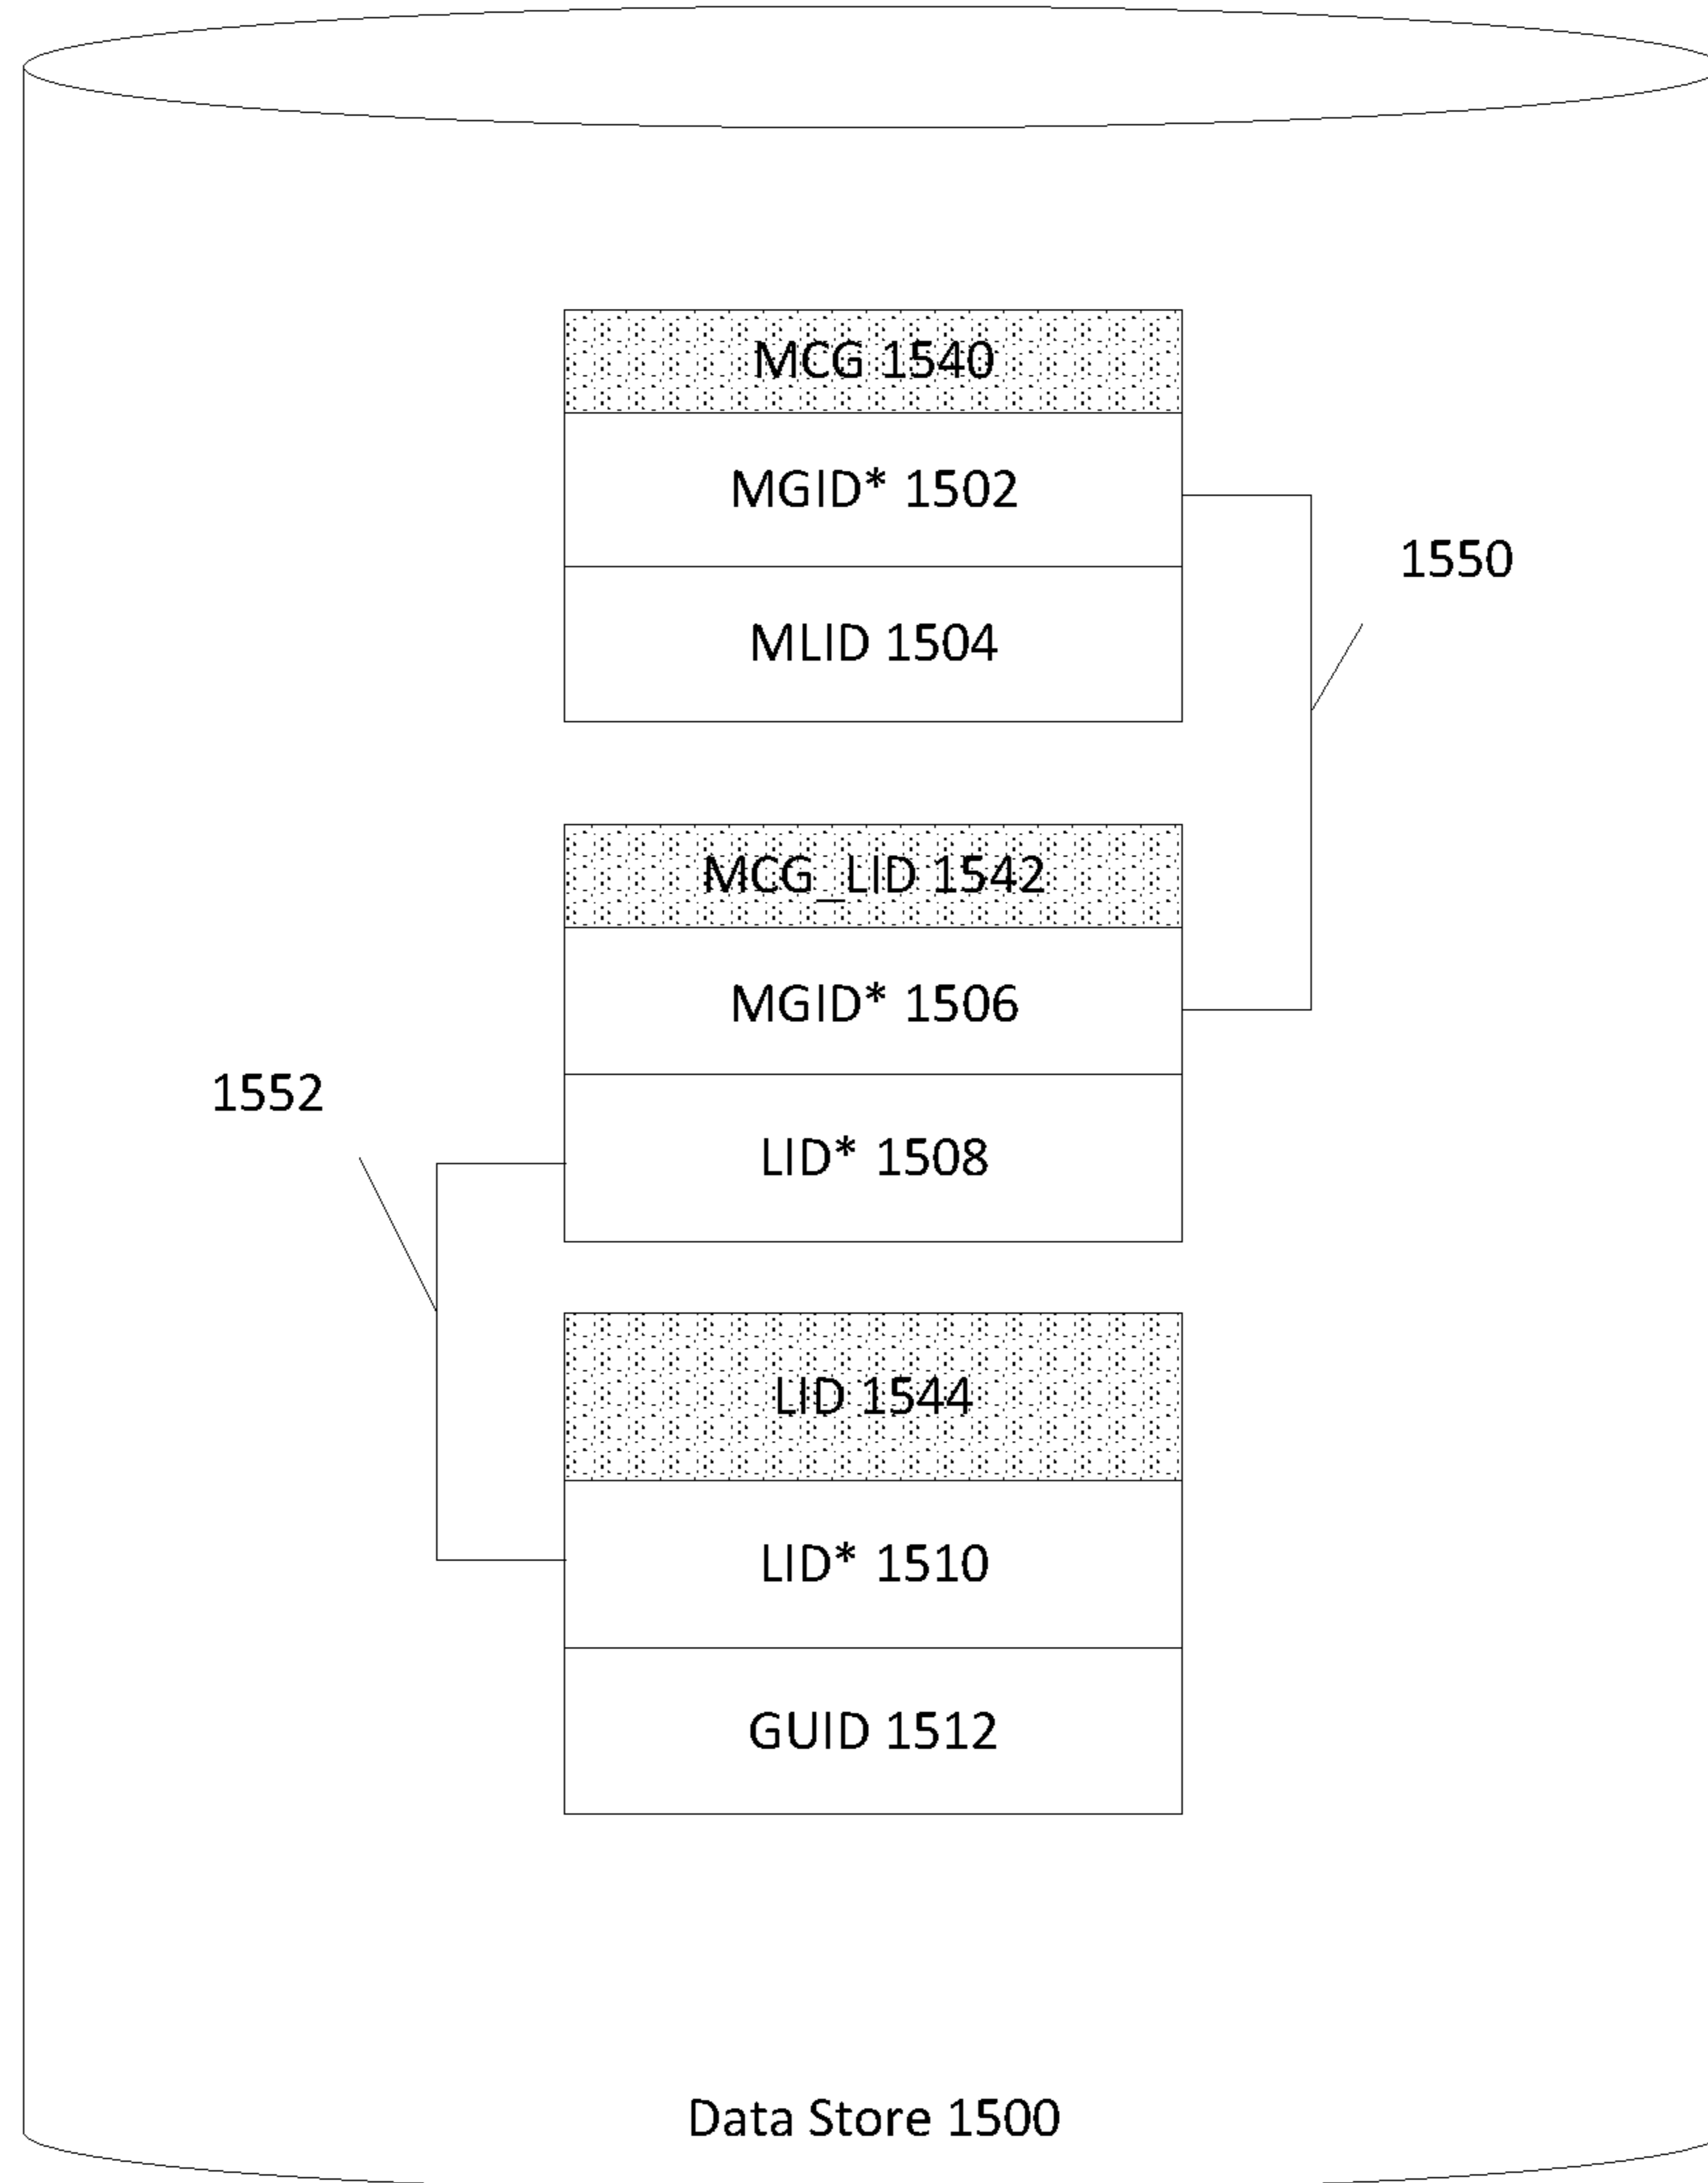 MCG 1540
MGID* 1502
1550
MLID 1504
MCG_LID 1542
MGID* 1506
1552
LID* 1508
LID 1544
LID* 1510
GUID 1512
Data Store 1500